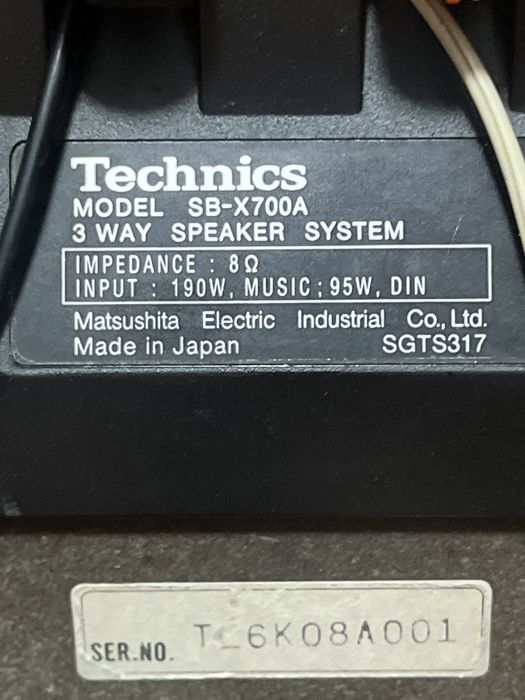 Technics
MODEL SB-X700A
3 WAY SPEAKER SYSTEM
IMPEDANCE : 8Ω
INPUT : 190W, MUSIC ; 95W, DIN
Matsushita Electric Industrial Co., Ltd.
Made in Japan SGTS317
SER.NO. T_6K08A001